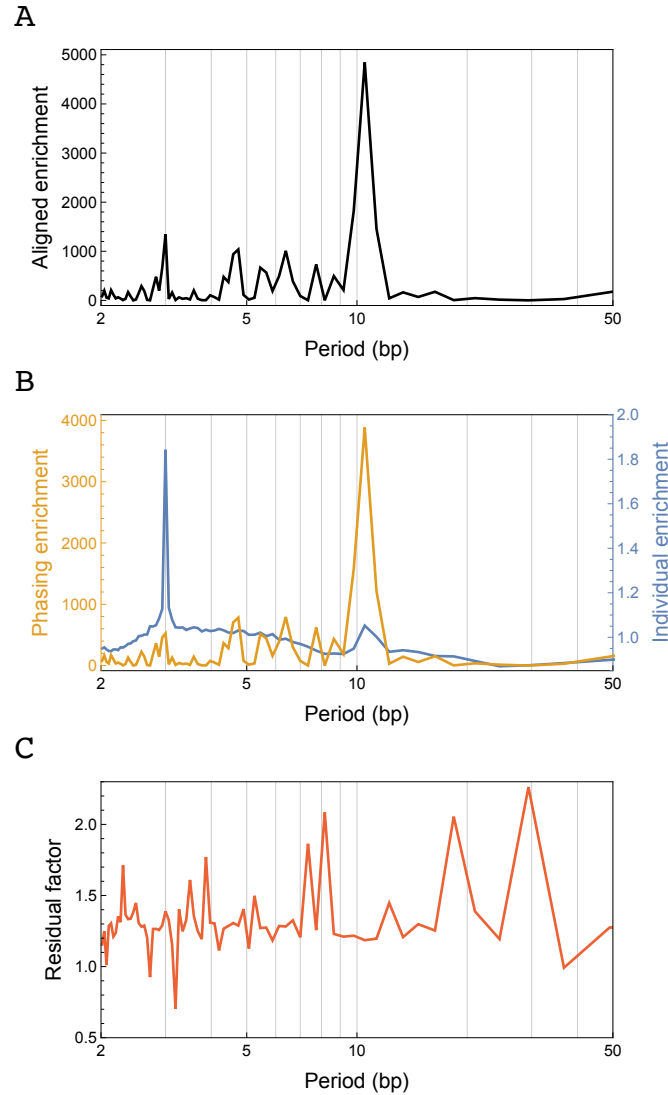 A
Aligned enrichment
5000
4000
3000
2000
1000
0
2 5 10 50
Period (bp)
B
Phasing enrichment
4000
3000
2000
1000
0
2.0
1.8
1.6
1.4
1.2
1.0
Individual enrichment
2 5 10 50
Period (bp)
C
Residual factor
2.0
1.5
1.0
0.5
2 5 10 50
Period (bp)